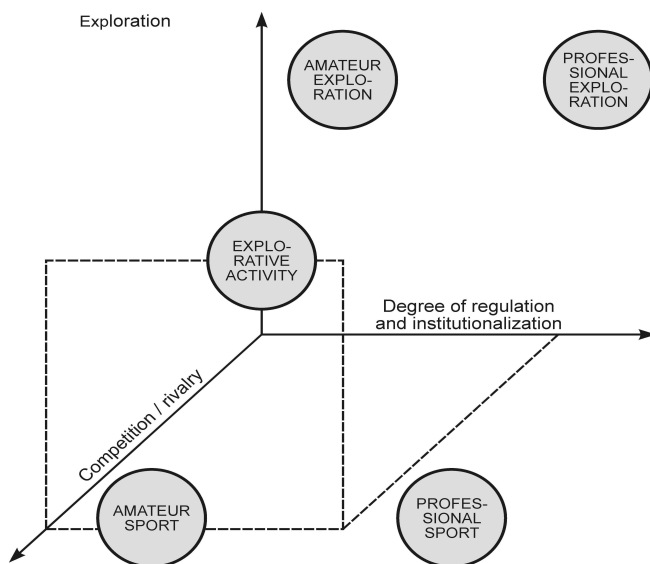 Exploration
AMATEUR
EXPLO-
RATION
PROFES-
SIONAL
EXPLO-
RATION
EXPLO-
RATIVE
ACTIVITY
Degree of regulation
and institutionalization
Competition / rivalry
AMATEUR
SPORT
PROFES-
SIONAL
SPORT